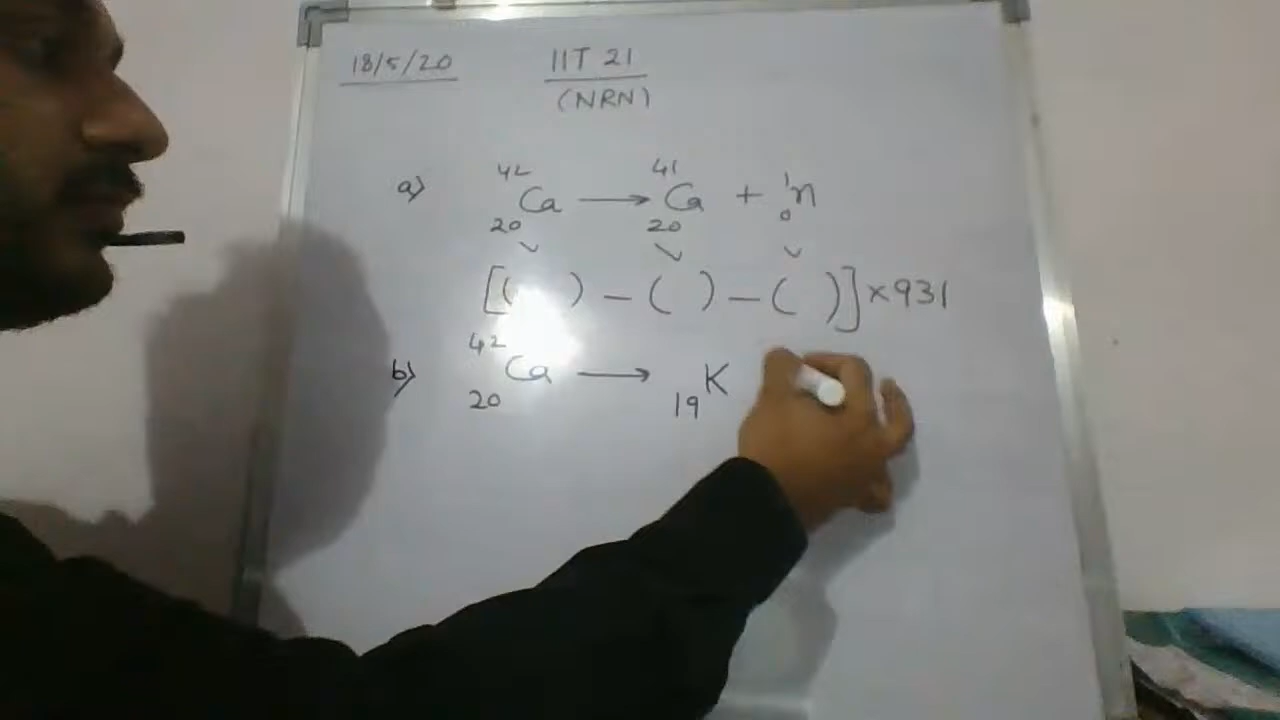 18/5/20 IIT 21
(NRN)
a) ⁴²₂₀Ca ⟶ ⁴¹₂₀Ca + ¹₀n
[( ) – ( ) – ( )] × 931
b) ⁴²₂₀Ca ⟶ ₁₉K